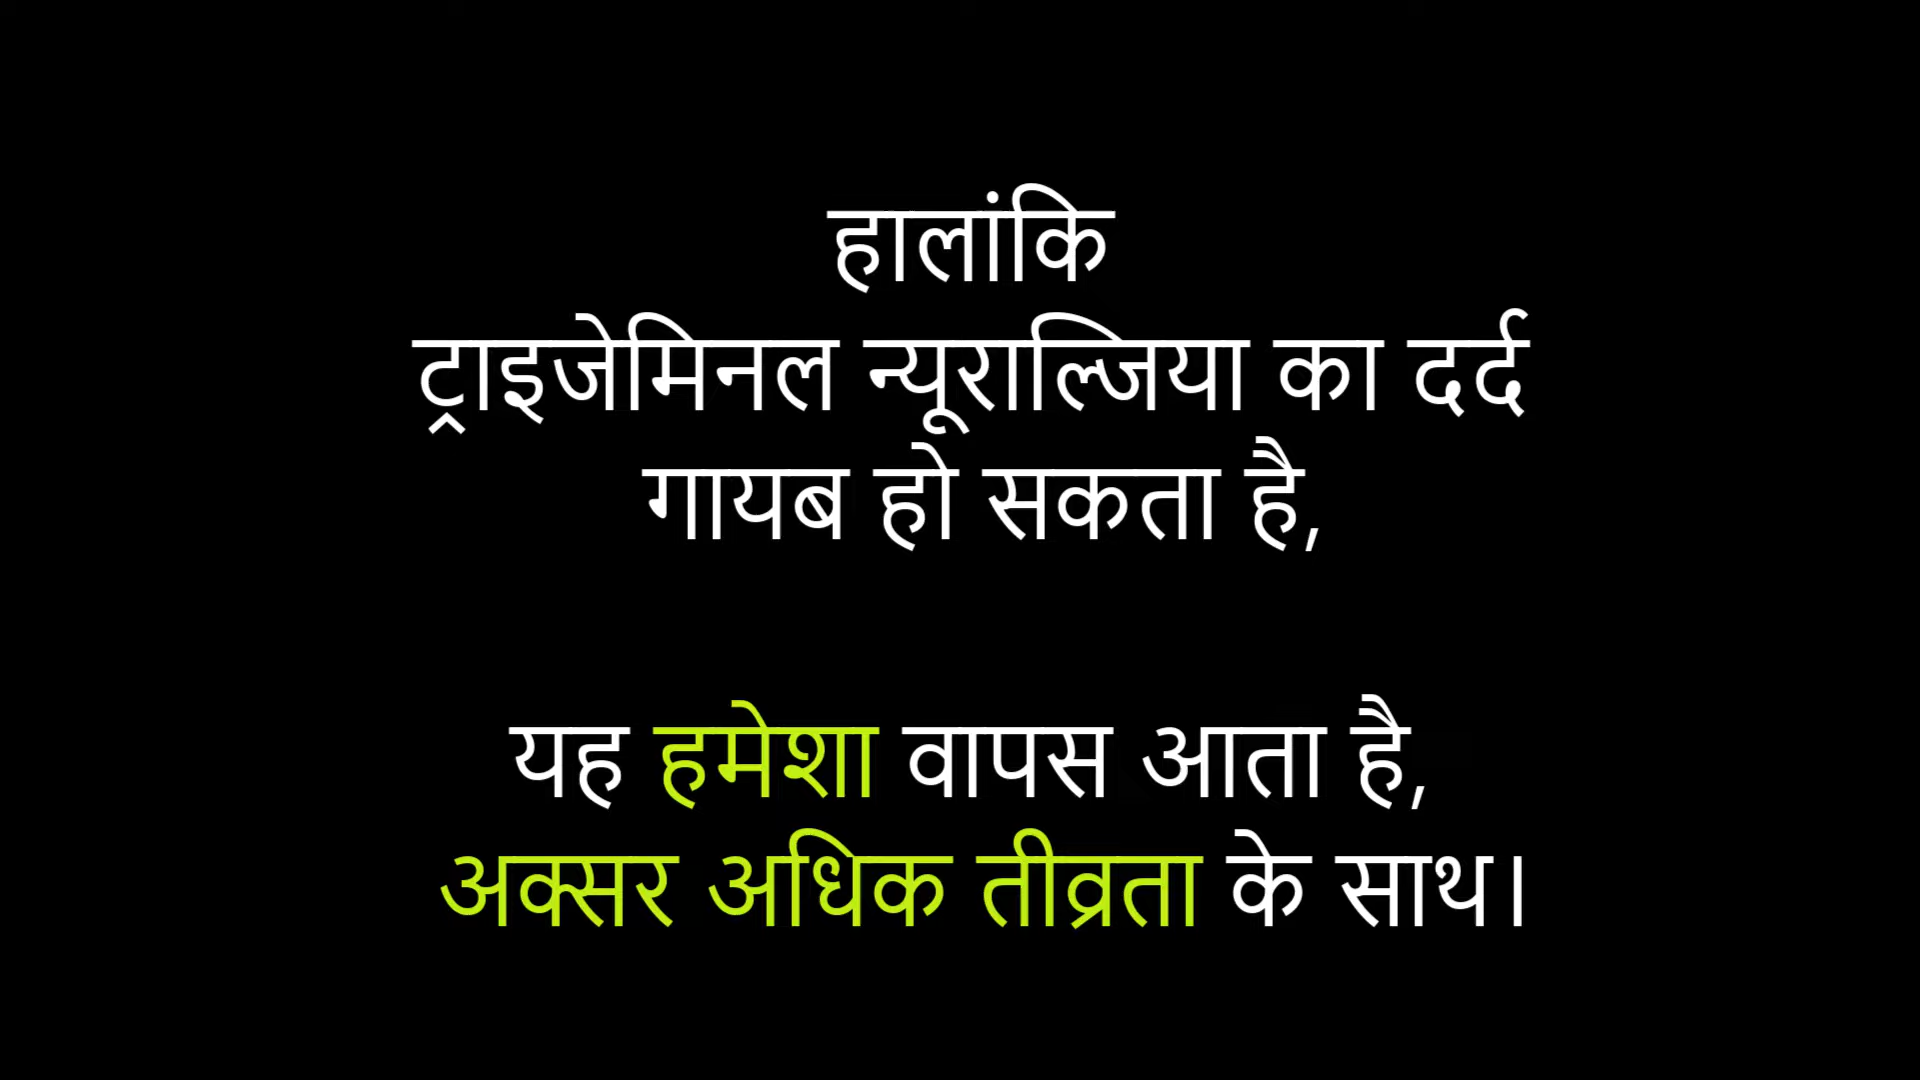 हालांकि
ट्राइजेमिनल न्यूराल्जिया का दर्द
गायब हो सकता है,
यह हमेशा वापस आता है,
अक्सर अधिक तीव्रता के साथ।